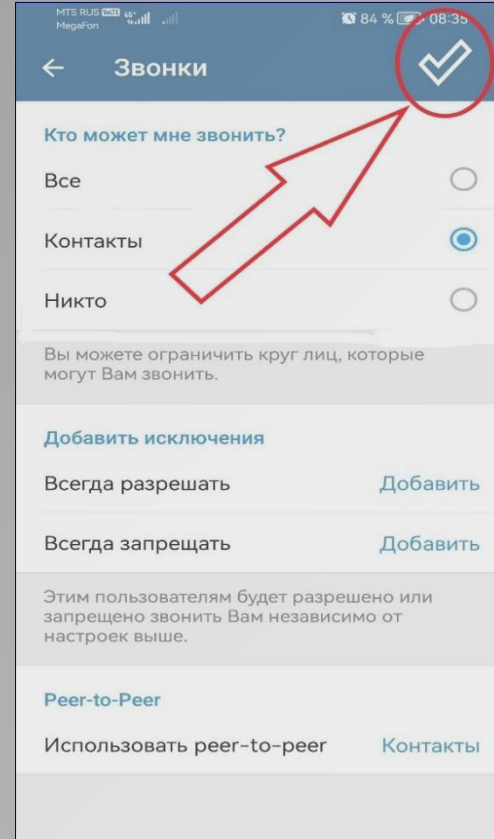 MTS RUS VoLTE 4G+ 84 % 08:35
MegaFon
Звонки
Кто может мне звонить?
Все
Контакты
Никто
Вы можете ограничить круг лиц, которые
могут Вам звонить.
Добавить исключения
Всегда разрешать Добавить
Всегда запрещать Добавить
Этим пользователям будет разрешено или
запрещено звонить Вам независимо от
настроек выше.
Peer-to-Peer
Использовать peer-to-peer Контакты